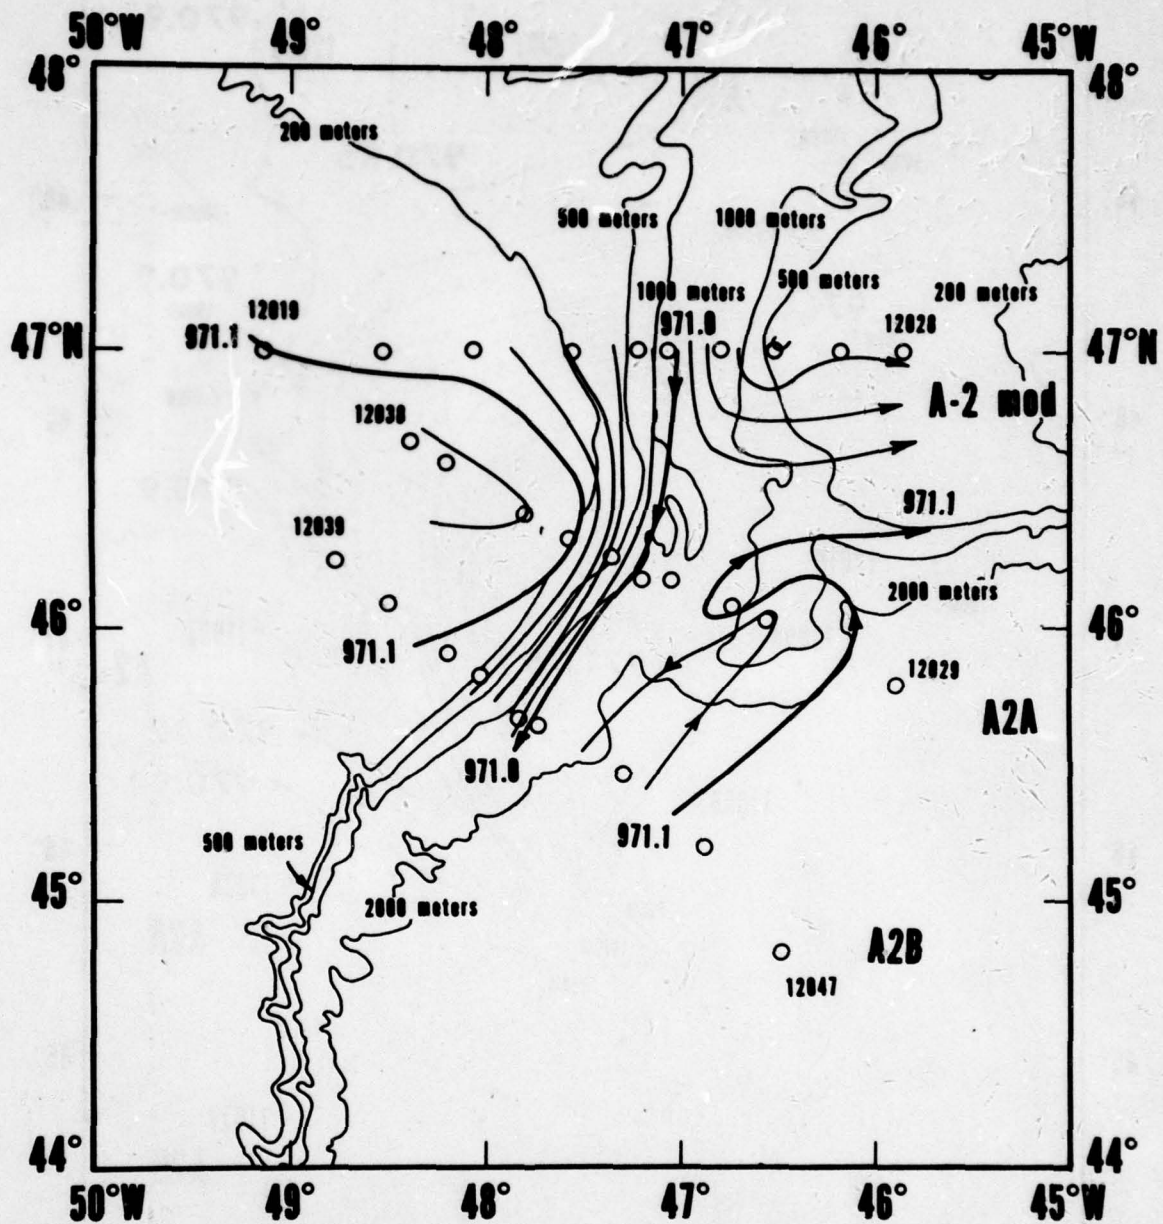 50°W 49° 48° 47° 46° 45°W
48° 48°
200 meters
500 meters 1000 meters
500 meters
1000 meters 200 meters
12019
971.1 971.0 12028
47°N 47°N
A-2 mod
12038
971.1
12039
2000 meters
46° 46°
971.1
12029
A2A
971.0
971.1
500 meters
45° 45°
2000 meters
A2B
12047
44° 44°
50°W 49° 48° 47° 46° 45°W